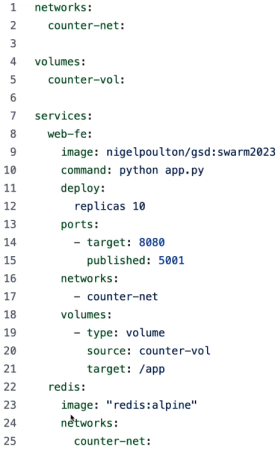 1 networks:
2   counter-net:
3
4 volumes:
5   counter-vol:
6
7 services:
8   web-fe:
9     image: nigelpoulton/gsd:swarm2023
10     command: python app.py
11     deploy:
12       replicas 10
13     ports:
14       - target: 8080
15         published: 5001
16     networks:
17       - counter-net
18     volumes:
19       - type: volume
20         source: counter-vol
21         target: /app
22   redis:
23     image: "redis:alpine"
24     networks:
25       counter-net: